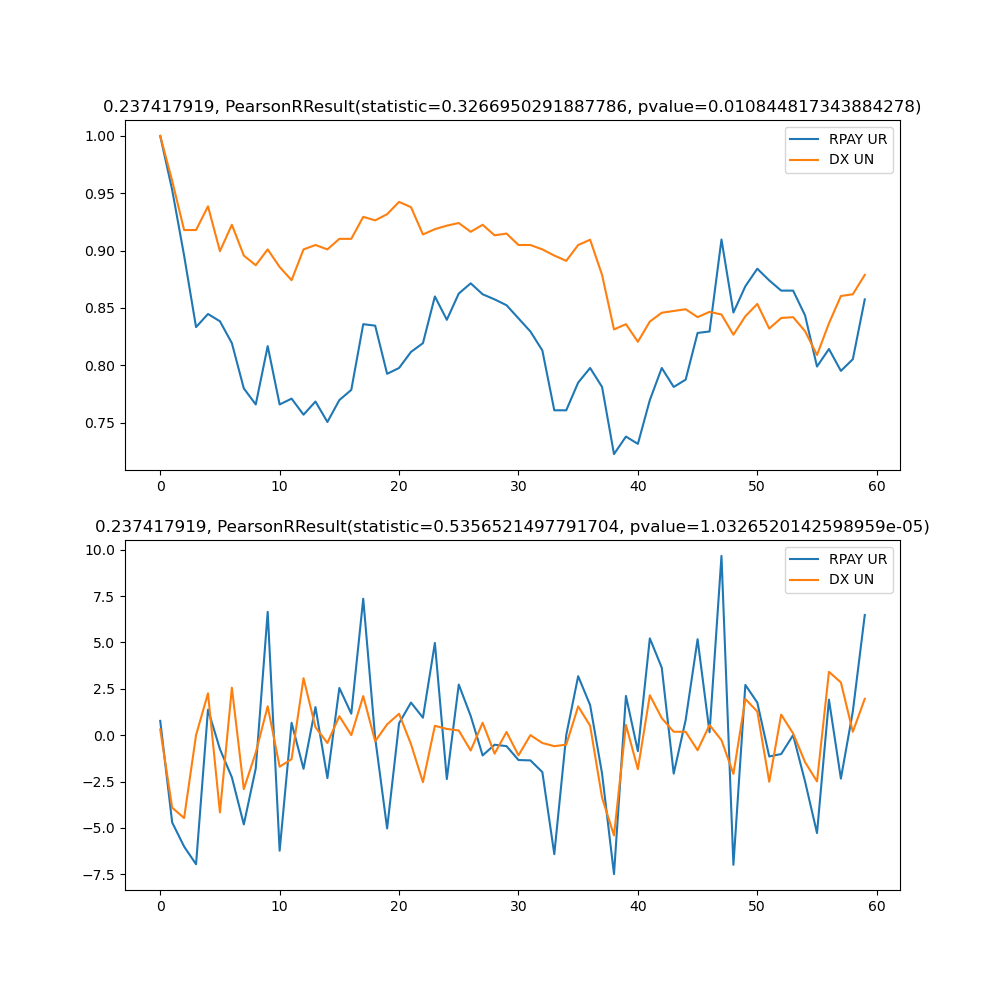 0.237417919, PearsonRResult(statistic=0.3266950291887786, pvalue=0.010844817343884278)
1.00
0.95
0.90
0.85
0.80
0.75
RPAY UR
DX UN
0 10 20 30 40 50 60
0.237417919, PearsonRResult(statistic=0.5356521497791704, pvalue=1.0326520142598959e-05)
10.0
7.5
5.0
2.5
0.0
−2.5
−5.0
−7.5
RPAY UR
DX UN
0 10 20 30 40 50 60